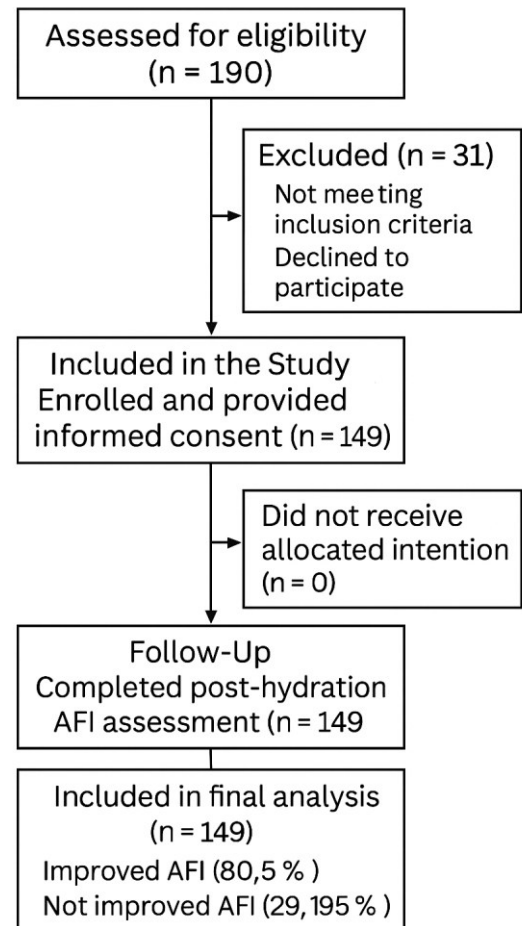 Assessed for eligibility
(n = 190)
Excluded (n = 31)
Not meeting
inclusion criteria
Declined to
participate
Included in the Study
Enrolled and provided
informed consent (n = 149)
Did not receive
allocated intention
(n = 0)
Follow-Up
Completed post-hydration
AFI assessment (n = 149
Included in final analysis
(n = 149)
Improved AFI (80,5 % )
Not improved AFI (29,195 % )